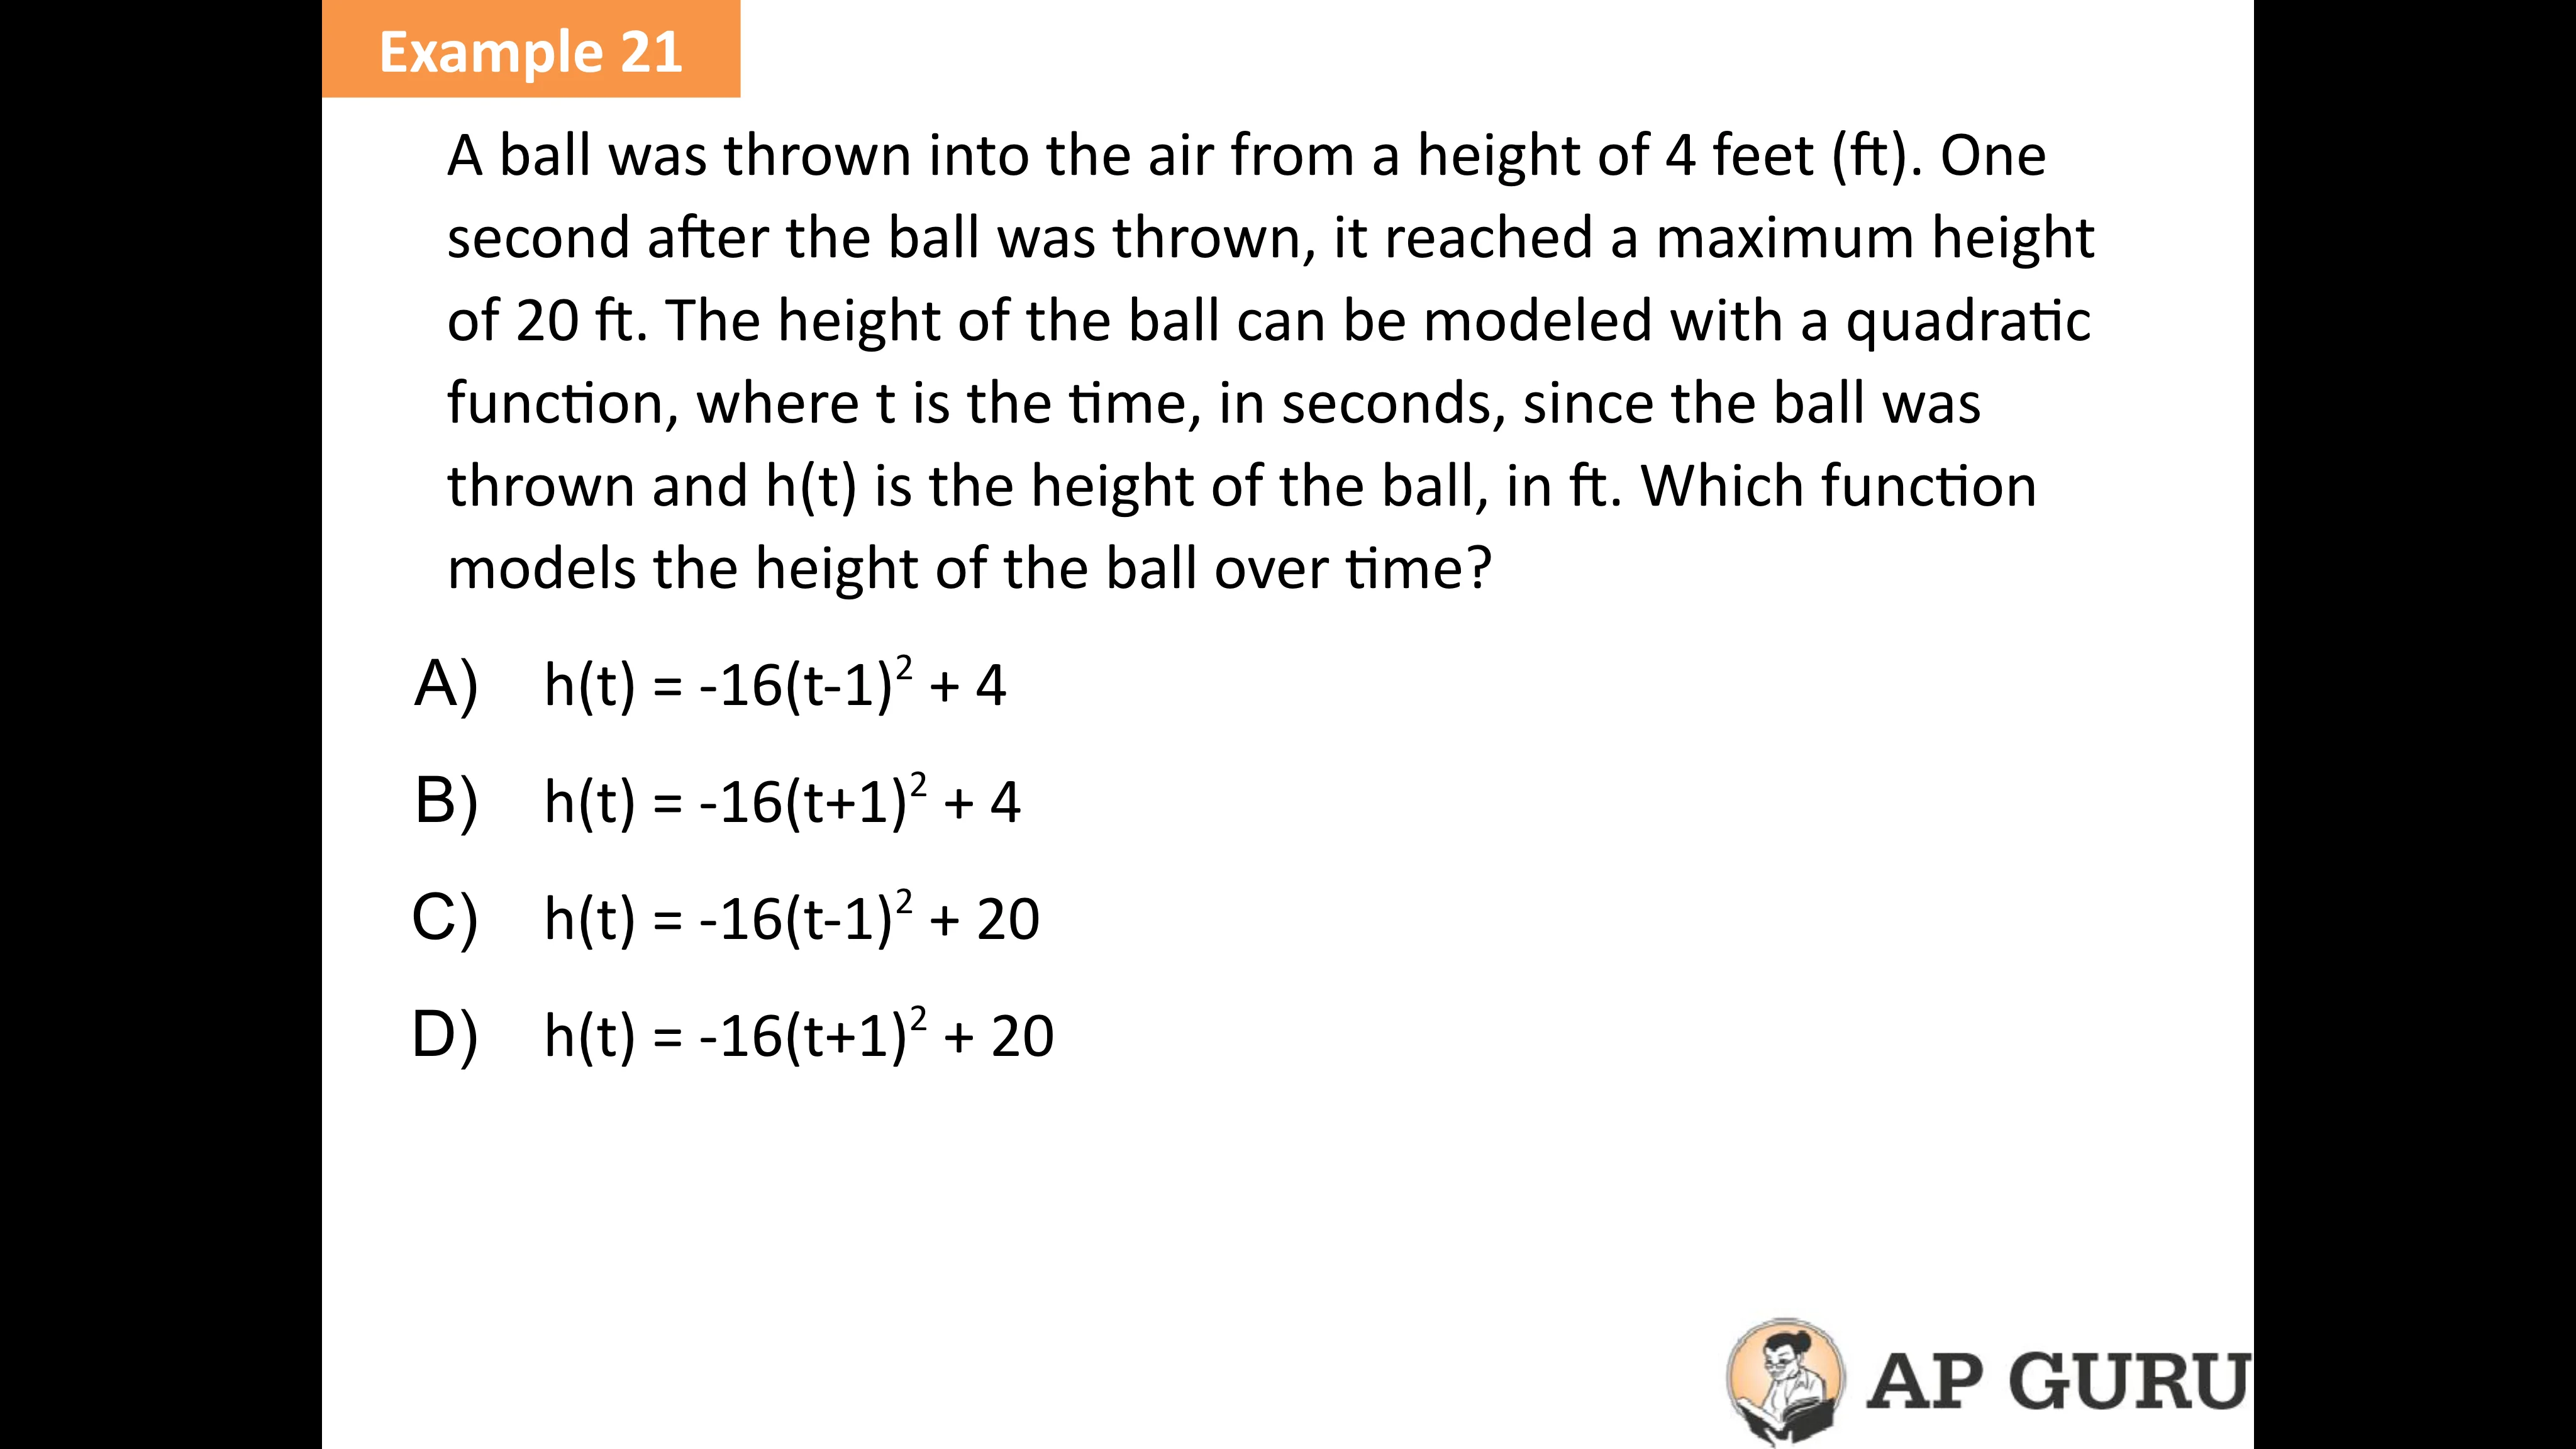 Example 21
A ball was thrown into the air from a height of 4 feet (ft). One
second after the ball was thrown, it reached a maximum height
of 20 ft. The height of the ball can be modeled with a quadratic
function, where t is the time, in seconds, since the ball was
thrown and h(t) is the height of the ball, in ft. Which function
models the height of the ball over time?
A) h(t) = -16(t-1)² + 4
B) h(t) = -16(t+1)² + 4
C) h(t) = -16(t-1)² + 20
D) h(t) = -16(t+1)² + 20
AP GURU